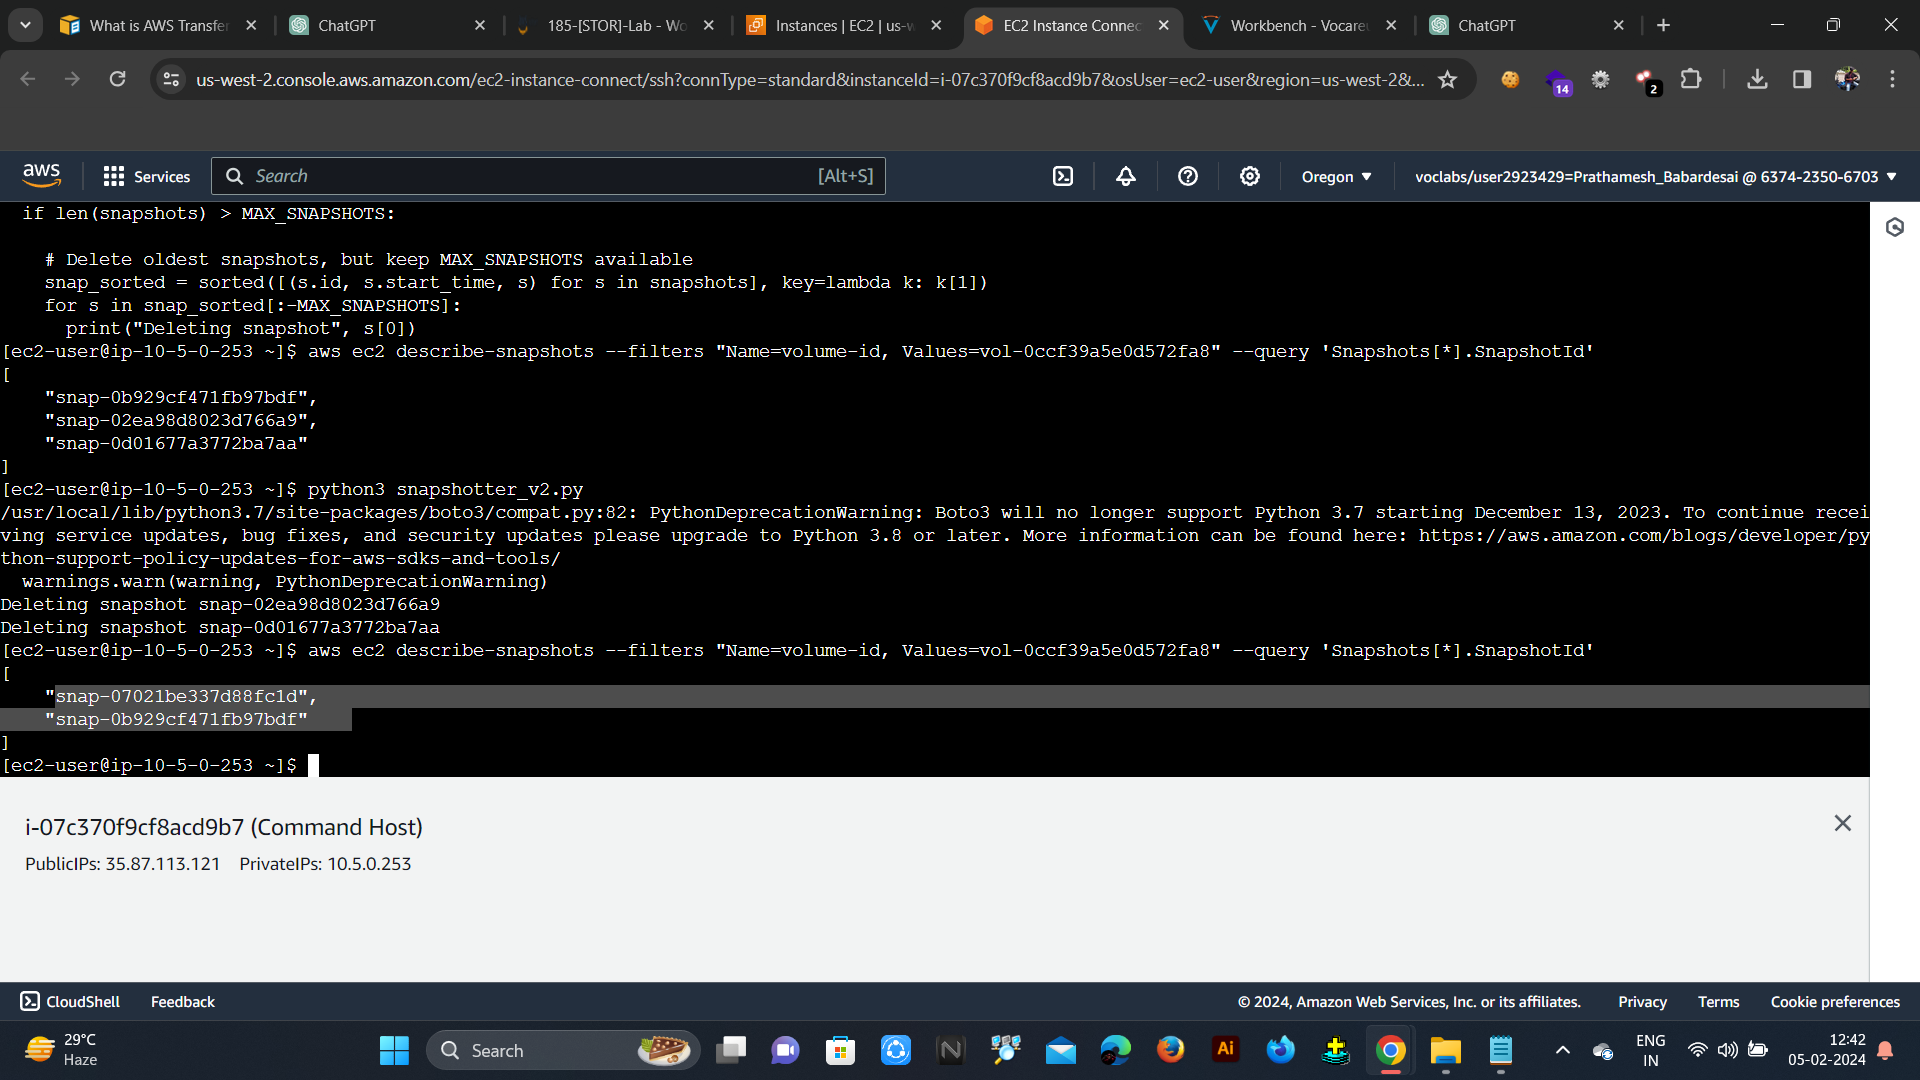 What is AWS Transfer
ChatGPT
185-[STOR]-Lab - Wo
Instances | EC2 | us-w
EC2 Instance Connec
Workbench - Vocareu
ChatGPT
us-west-2.console.aws.amazon.com/ec2-instance-connect/ssh?connType=standard&instanceId=i-07c370f9cf8acd9b7&osUser=ec2-user&region=us-west-2&...
14
2
aws
Services
Search
[Alt+S]
Oregon
voclabs/user2923429=Prathamesh_Babardesai @ 6374-2350-6703
if len(snapshots) > MAX_SNAPSHOTS:
# Delete oldest snapshots, but keep MAX_SNAPSHOTS available
snap_sorted = sorted([(s.id, s.start_time, s) for s in snapshots], key=lambda k: k[1])
for s in snap_sorted[:-MAX_SNAPSHOTS]:
print("Deleting snapshot", s[0])
[ec2-user@ip-10-5-0-253 ~]$ aws ec2 describe-snapshots --filters "Name=volume-id, Values=vol-0ccf39a5e0d572fa8" --query 'Snapshots[*].SnapshotId'
[
"snap-0b929cf471fb97bdf",
"snap-02ea98d8023d766a9",
"snap-0d01677a3772ba7aa"
]
[ec2-user@ip-10-5-0-253 ~]$ python3 snapshotter_v2.py
/usr/local/lib/python3.7/site-packages/boto3/compat.py:82: PythonDeprecationWarning: Boto3 will no longer support Python 3.7 starting December 13, 2023. To continue recei
ving service updates, bug fixes, and security updates please upgrade to Python 3.8 or later. More information can be found here: https://aws.amazon.com/blogs/developer/py
thon-support-policy-updates-for-aws-sdks-and-tools/
warnings.warn(warning, PythonDeprecationWarning)
Deleting snapshot snap-02ea98d8023d766a9
Deleting snapshot snap-0d01677a3772ba7aa
[ec2-user@ip-10-5-0-253 ~]$ aws ec2 describe-snapshots --filters "Name=volume-id, Values=vol-0ccf39a5e0d572fa8" --query 'Snapshots[*].SnapshotId'
[
"snap-07021be337d88fc1d",
"snap-0b929cf471fb97bdf"
]
[ec2-user@ip-10-5-0-253 ~]$
i-07c370f9cf8acd9b7 (Command Host)
PublicIPs: 35.87.113.121 PrivateIPs: 10.5.0.253
CloudShell
Feedback
© 2024, Amazon Web Services, Inc. or its affiliates.
Privacy
Terms
Cookie preferences
29°C
Haze
Search
Ai
ENG
IN
12:42
05-02-2024